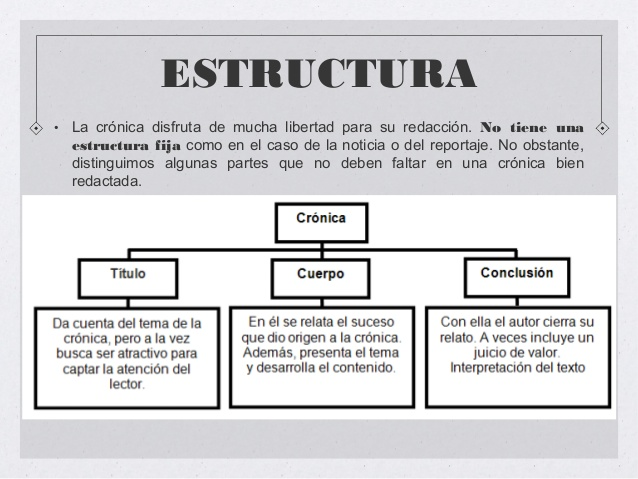 ESTRUCTURA
• La crónica disfruta de mucha libertad para su redacción. No tiene una
estructura fija como en el caso de la noticia o del reportaje. No obstante,
distinguimos algunas partes que no deben faltar en una crónica bien
redactada.
Crónica
Título
Cuerpo
Conclusión
Da cuenta del tema de la
crónica, pero a la vez
busca ser atractivo para
captar la atención del
lector.
En él se relata el suceso
que dio origen a la crónica.
Además, presenta el tema
y desarrolla el contenido.
Con ella el autor cierra su
relato. A veces incluye un
juicio de valor.
Interpretación del texto